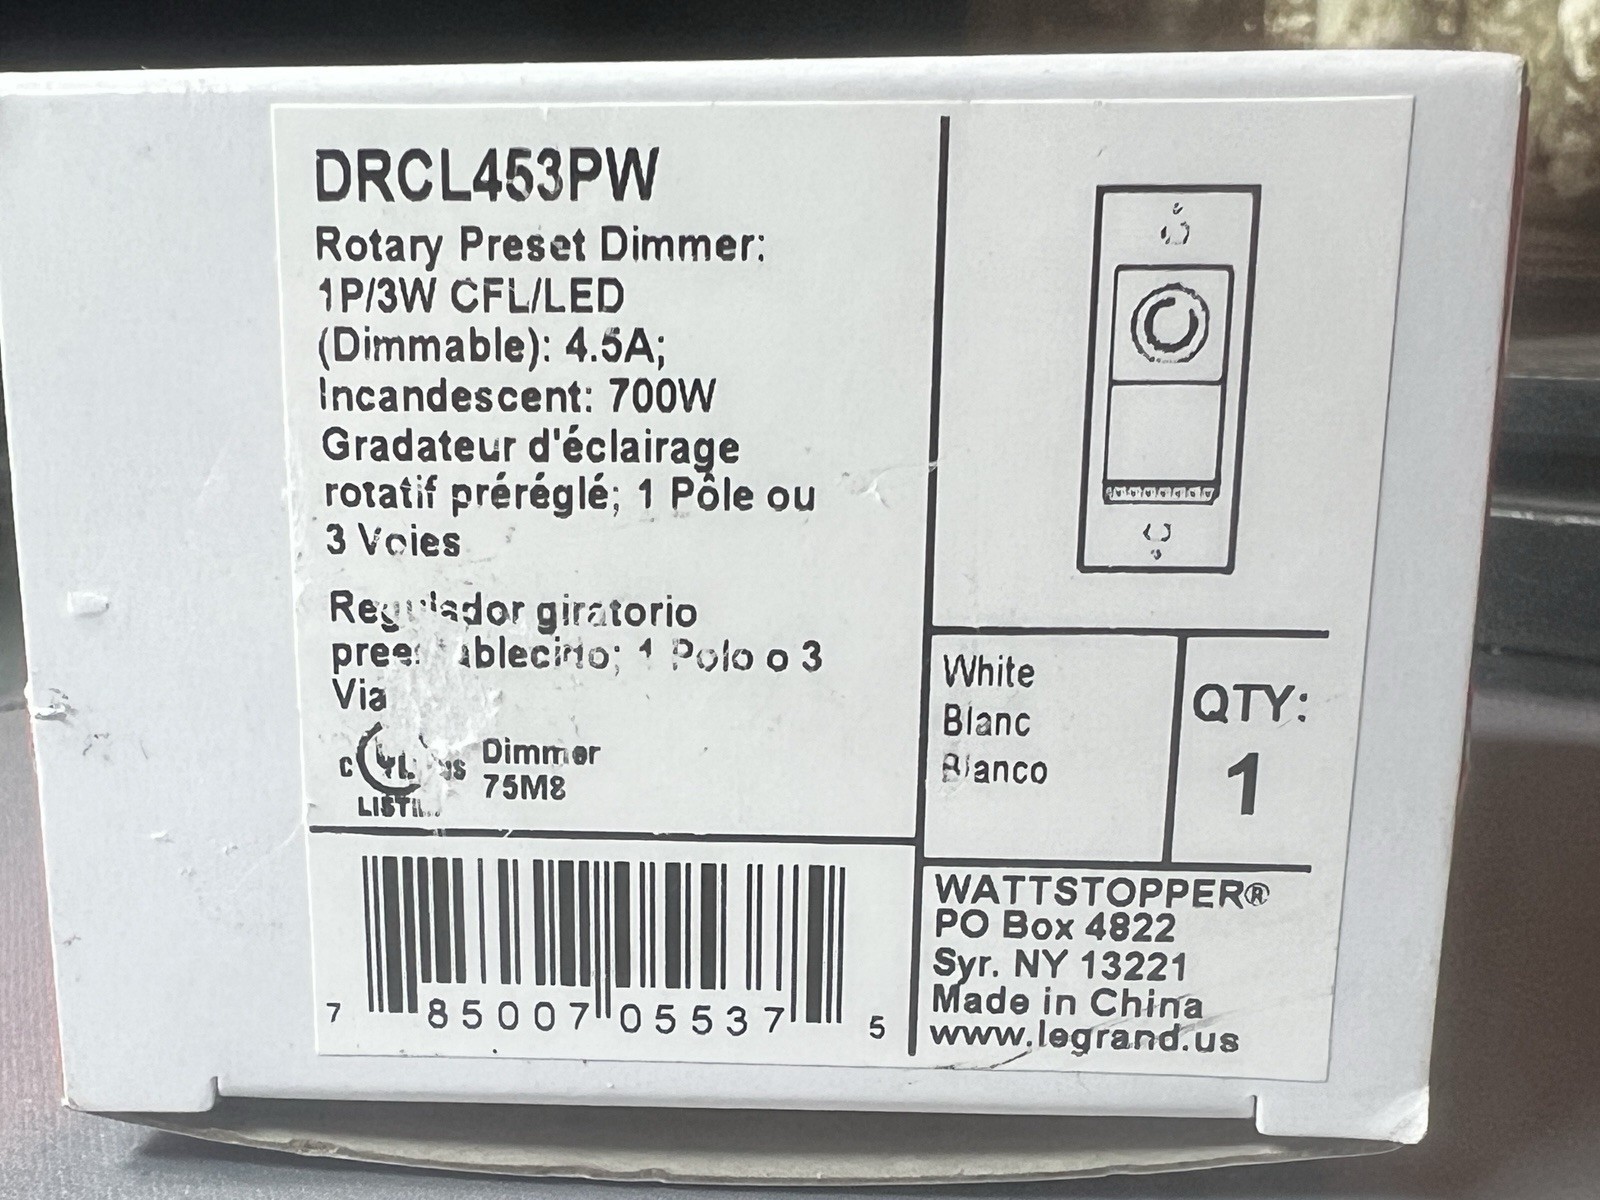 DRCL453PW
Rotary Preset Dimmer:
1P/3W CFL/LED
(Dimmable): 4.5A;
Incandescent: 700W
Gradateur d'éclairage
rotatif préréglé; 1 Pôle ou
3 Voies
Regulador giratorio
1 Polo o 3
C UL US
Dimmer
75M8
7 85007 05537 5
White
Blanc
Blanco
QTY:
1
WATTSTOPPER®
PO Box 4822
Syr. NY 13221
Made in China
www.legrand.us